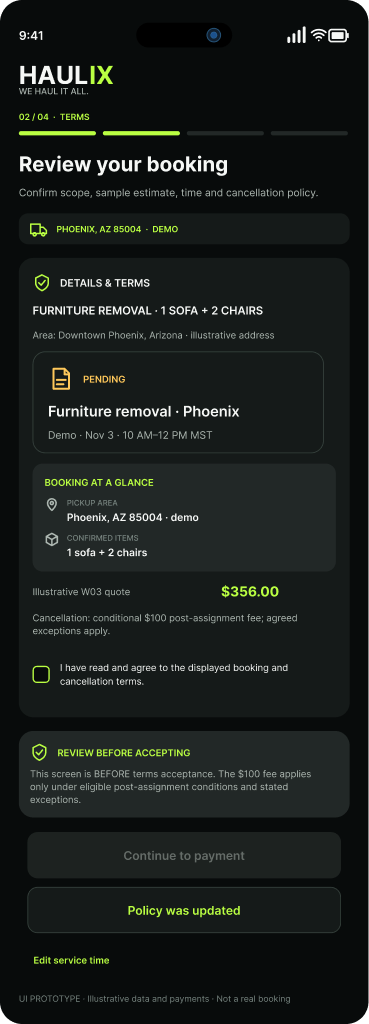 9:41
HAULIX
WE HAUL IT ALL.
02 / 04 · TERMS
Review your booking
Confirm scope, sample estimate, time and cancellation policy.
PHOENIX, AZ 85004 · DEMO
DETAILS & TERMS
FURNITURE REMOVAL · 1 SOFA + 2 CHAIRS
Area: Downtown Phoenix, Arizona · illustrative address
PENDING
Furniture removal · Phoenix
Demo · Nov 3 · 10 AM–12 PM MST
BOOKING AT A GLANCE
PICKUP AREA
Phoenix, AZ 85004 · demo
CONFIRMED ITEMS
1 sofa + 2 chairs
Illustrative W03 quote $356.00
Cancellation: conditional $100 post-assignment fee; agreed
exceptions apply.
I have read and agree to the displayed booking and
cancellation terms.
REVIEW BEFORE ACCEPTING
This screen is BEFORE terms acceptance. The $100 fee applies
only under eligible post-assignment conditions and stated
exceptions.
Continue to payment
Policy was updated
Edit service time
UI PROTOTYPE · Illustrative data and payments · Not a real booking